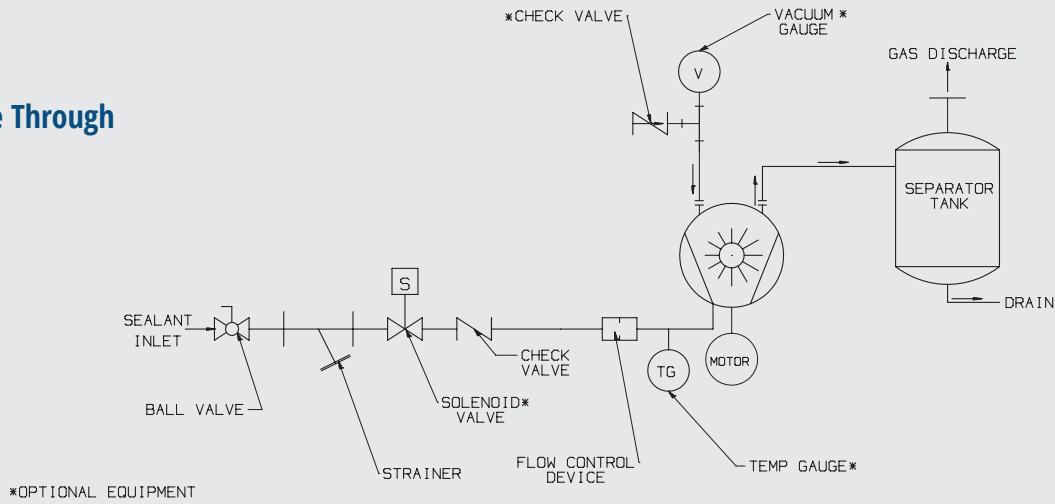 *CHECK VALVE
VACUUM *
GAUGE
V
GAS DISCHARGE
Through
SEPARATOR
TANK
DRAIN
S
SEALANT
INLET
CHECK
VALVE
MOTOR
TG
BALL VALVE
SOLENOID*
VALVE
STRAINER
FLOW CONTROL
DEVICE
TEMP GAUGE*
*OPTIONAL EQUIPMENT